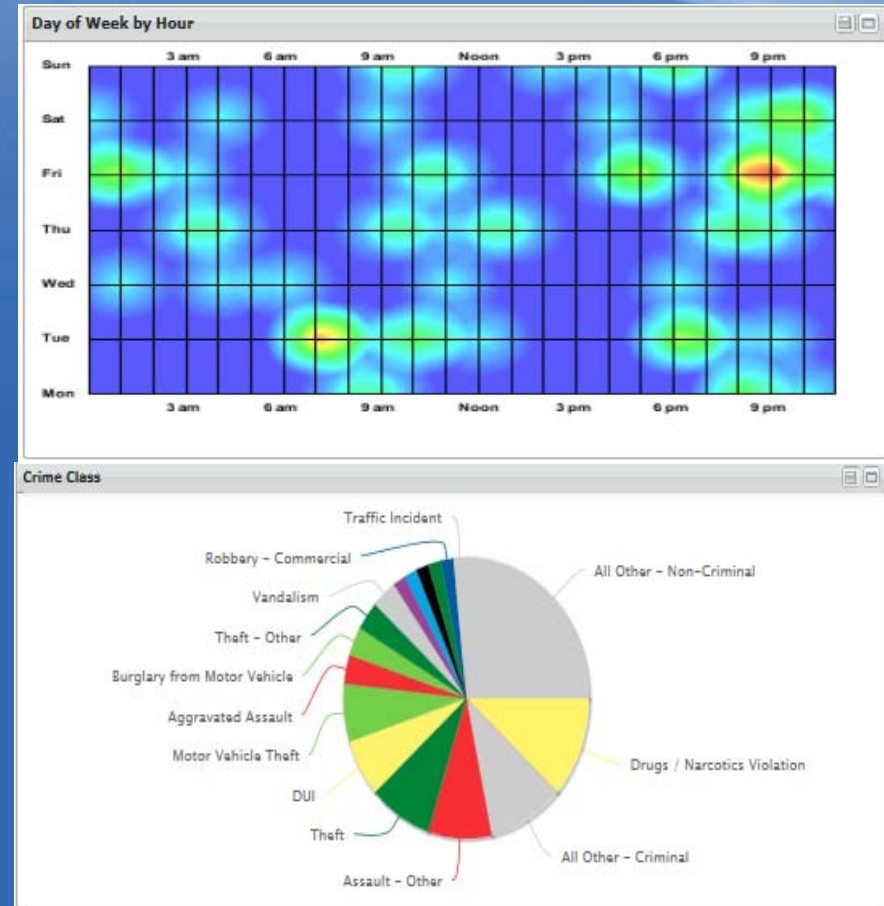 Day of Week by Hour
3 am 6 am 9 am Noon 3 pm 6 pm 9 pm
Sun
Sat
Fri
Thu
Wed
Tue
Mon
3 am 6 am 9 am Noon 3 pm 6 pm 9 pm
Crime Class
Traffic Incident
Robbery - Commercial
All Other - Non-Criminal
Vandalism
Theft - Other
Burglary from Motor Vehicle
Aggravated Assault
Motor Vehicle Theft
Drugs / Narcotics Violation
DUI
Theft
All Other - Criminal
Assault - Other